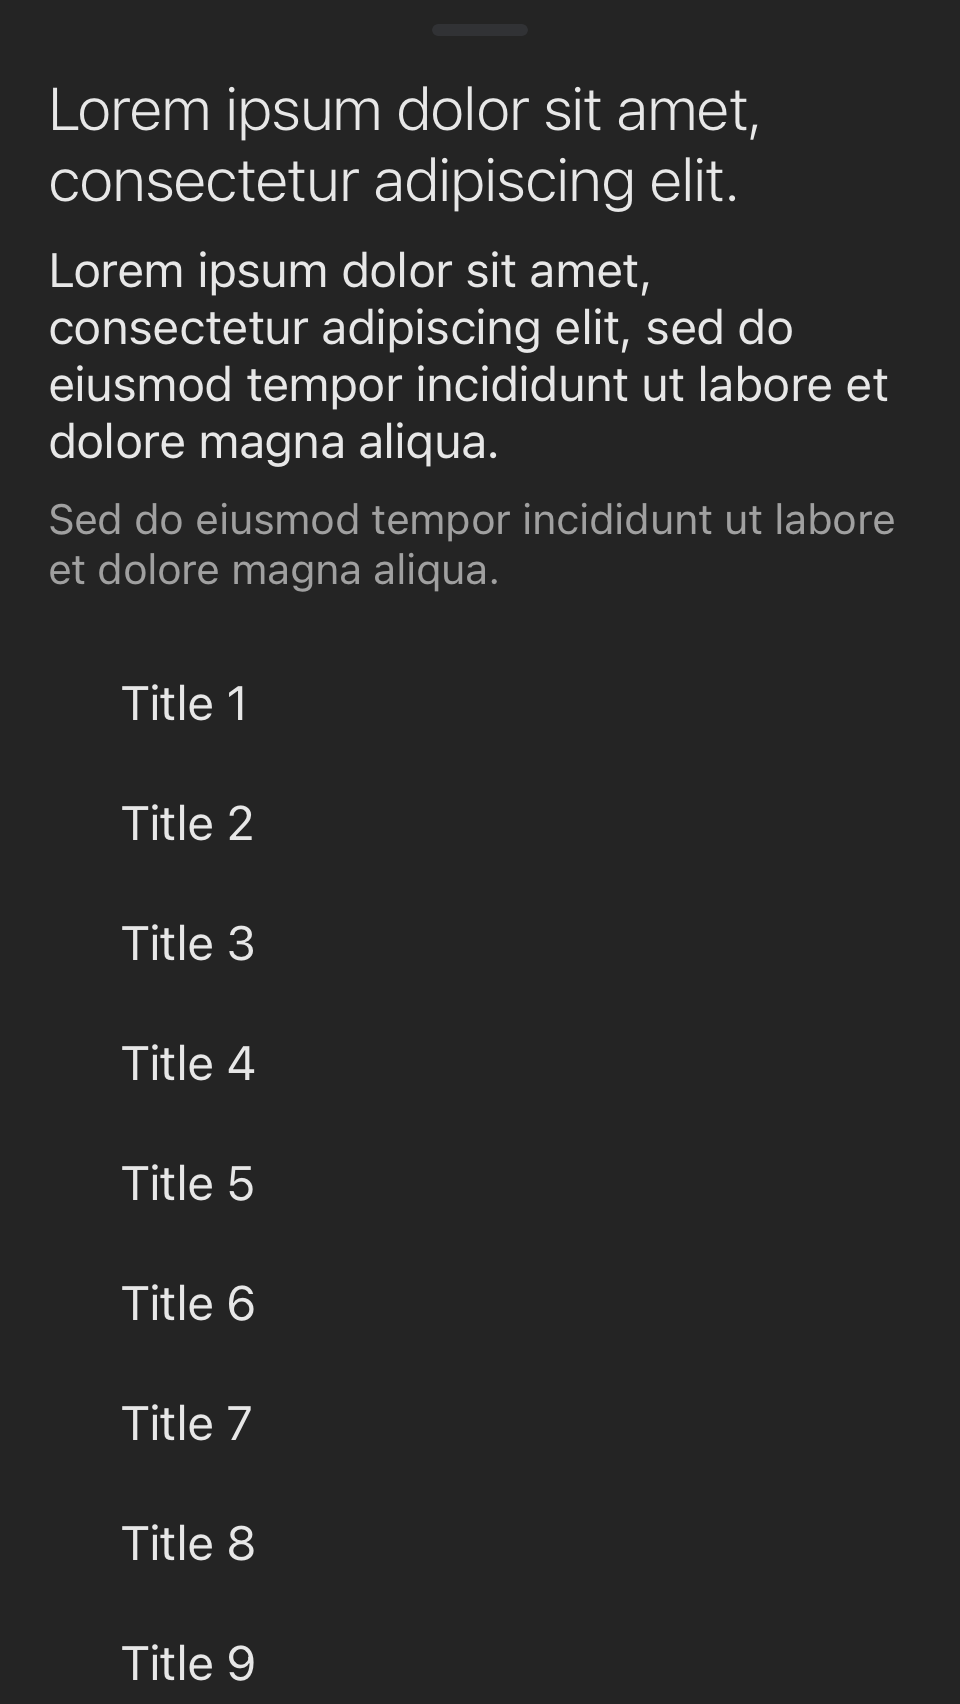 Lorem ipsum dolor sit amet,
consectetur adipiscing elit.
Lorem ipsum dolor sit amet,
consectetur adipiscing elit, sed do
eiusmod tempor incididunt ut labore et
dolore magna aliqua.
Sed do eiusmod tempor incididunt ut labore
et dolore magna aliqua.
Title 1
Title 2
Title 3
Title 4
Title 5
Title 6
Title 7
Title 8
Title 9